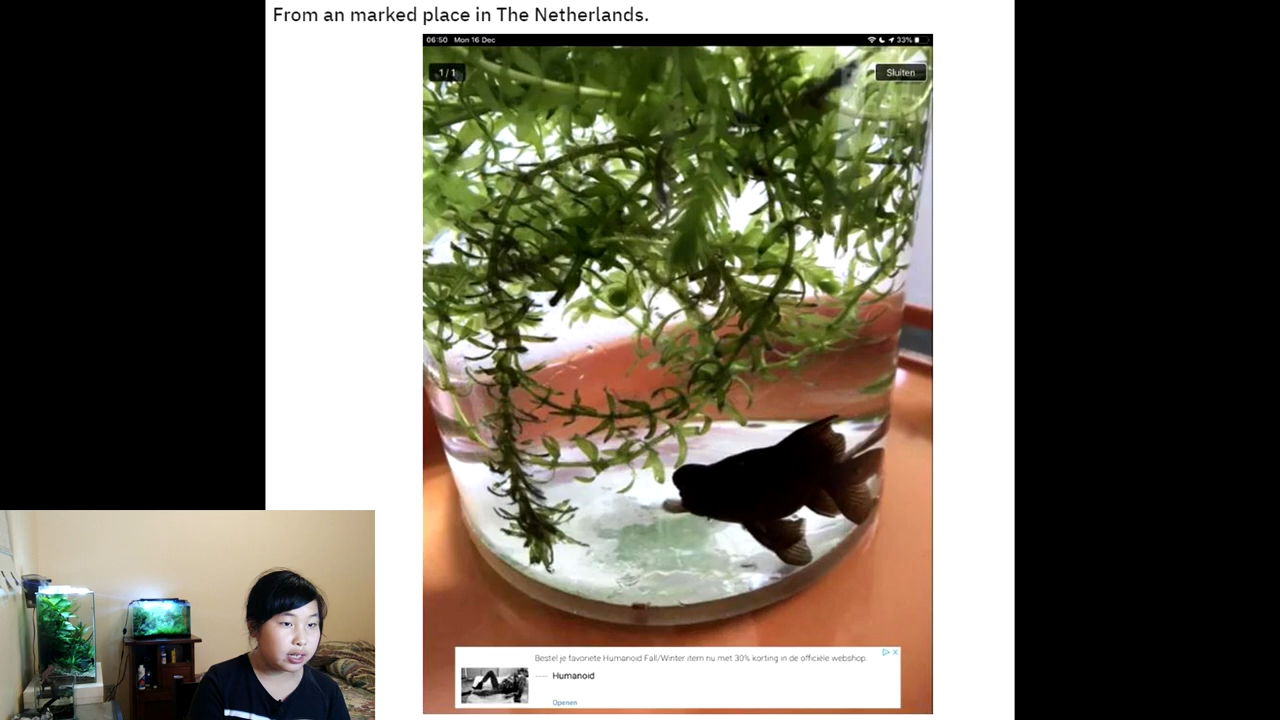 From an marked place in The Netherlands.
06:50 Mon 16 Dec
33%
1/1
Sluiten
Bestel je favoriete Humanoid Fall/Winter item nu met 30% korting in de officiële webshop.
Humanoid
Openen